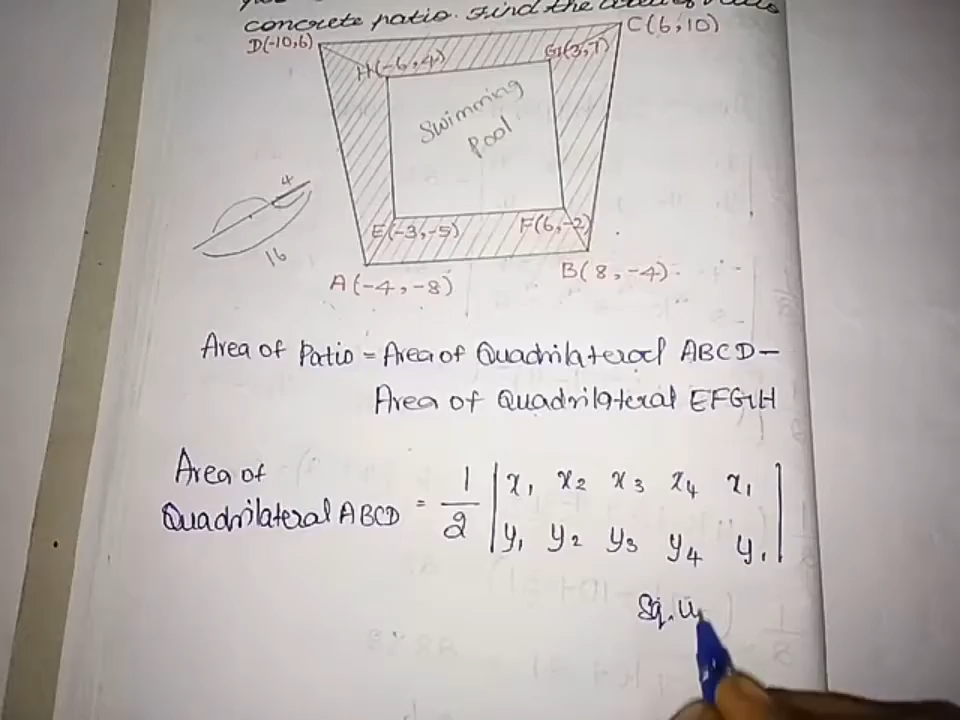 concrete patio. Find the area of
D(-10,6)
C(6,10)
H(-6,4)
G(3,7)
Swimming
Pool
4
16
E(-3,-5)
F(6,-2)
A(-4,-8)
B(8,-4)
Area of Patio = Area of Quadrilateral ABCD -
Area of Quadrilateral EFGH
Area of
Quadrilateral ABCD = 1/2 | x1 x2 x3 x4 x1
y1 y2 y3 y4 y1 |
Sq. u